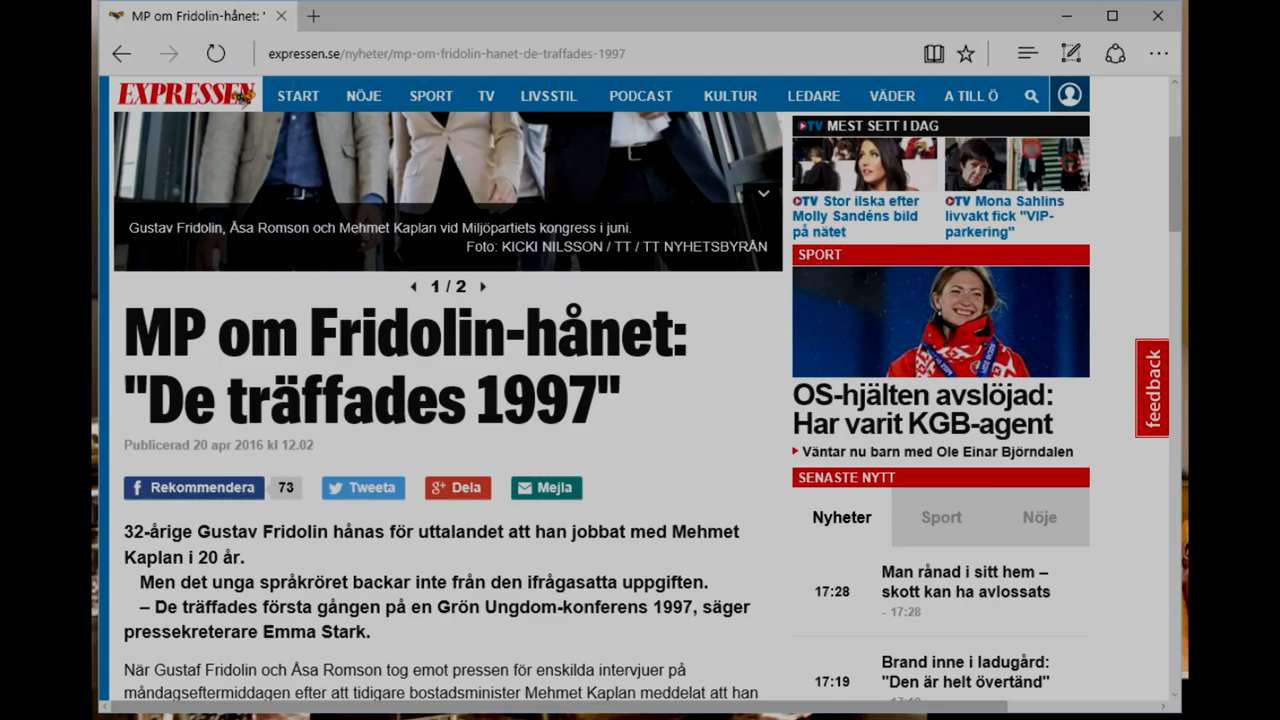 MP om Fridolin-hånet: '
expressen.se/nyheter/mp-om-fridolin-hanet-de-traffades-1997
EXPRESSEN START NÖJE SPORT TV LIVSSTIL PODCAST KULTUR LEDARE VÄDER A TILL Ö
Gustav Fridolin, Åsa Romson och Mehmet Kaplan vid Miljöpartiets kongress i juni.
Foto: KICKI NILSSON / TT / TT NYHETSBYRÅN
1 / 2
MP om Fridolin-hånet:
"De träffades 1997"
Publicerad 20 apr 2016 kl 12.02
Rekommendera 73 Tweeta Dela Mejla
32-årige Gustav Fridolin hånas för uttalandet att han jobbat med Mehmet
Kaplan i 20 år.
Men det unga språkröret backar inte från den ifrågasatta uppgiften.
– De träffades första gången på en Grön Ungdom-konferens 1997, säger
pressekreterare Emma Stark.
När Gustaf Fridolin och Åsa Romson tog emot pressen för enskilda intervjuer på
måndagseftermiddagen efter att tidigare bostadsminister Mehmet Kaplan meddelat att han
TV MEST SETT I DAG
TV Stor ilska efter
Molly Sandéns bild
på nätet
TV Mona Sahlins
livvakt fick "VIP-
parkering"
SPORT
OS-hjälten avslöjad:
Har varit KGB-agent
Väntar nu barn med Ole Einar Björndalen
SENASTE NYTT
Nyheter Sport Nöje
17:28
Man rånad i sitt hem –
skott kan ha avlossats
- 17:28
17:19
Brand inne i ladugård:
"Den är helt övertänd"
feedback